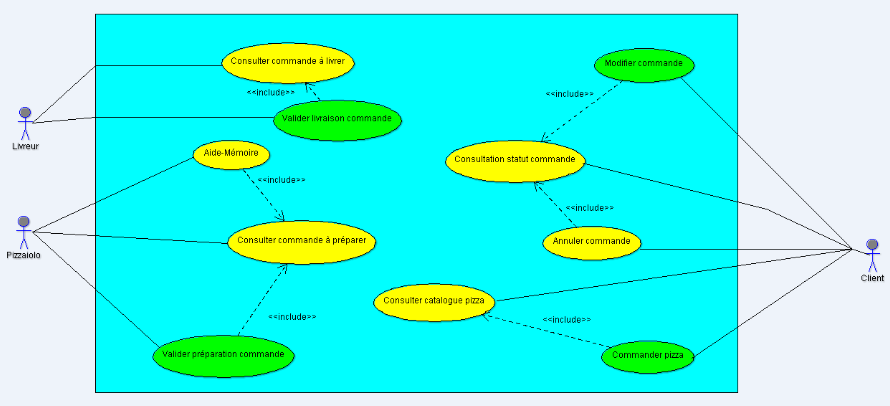 Consulter commande à livrer
Modifier commande
<<include>>
<<include>>
Valider livraison commande
Livreur
Aide-Mémoire
Consultation statut commande
<<include>>
<<include>>
Pizzaiolo
Consulter commande à préparer
Annuler commande
Client
Consulter catalogue pizza
<<include>>
<<include>>
Valider préparation commande
Commander pizza